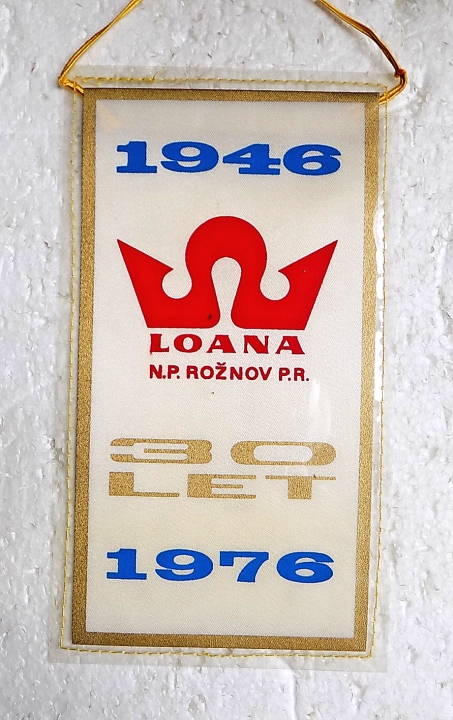 1946
LOANA
N.P. ROŽNOV P.R.
30
LET
1976